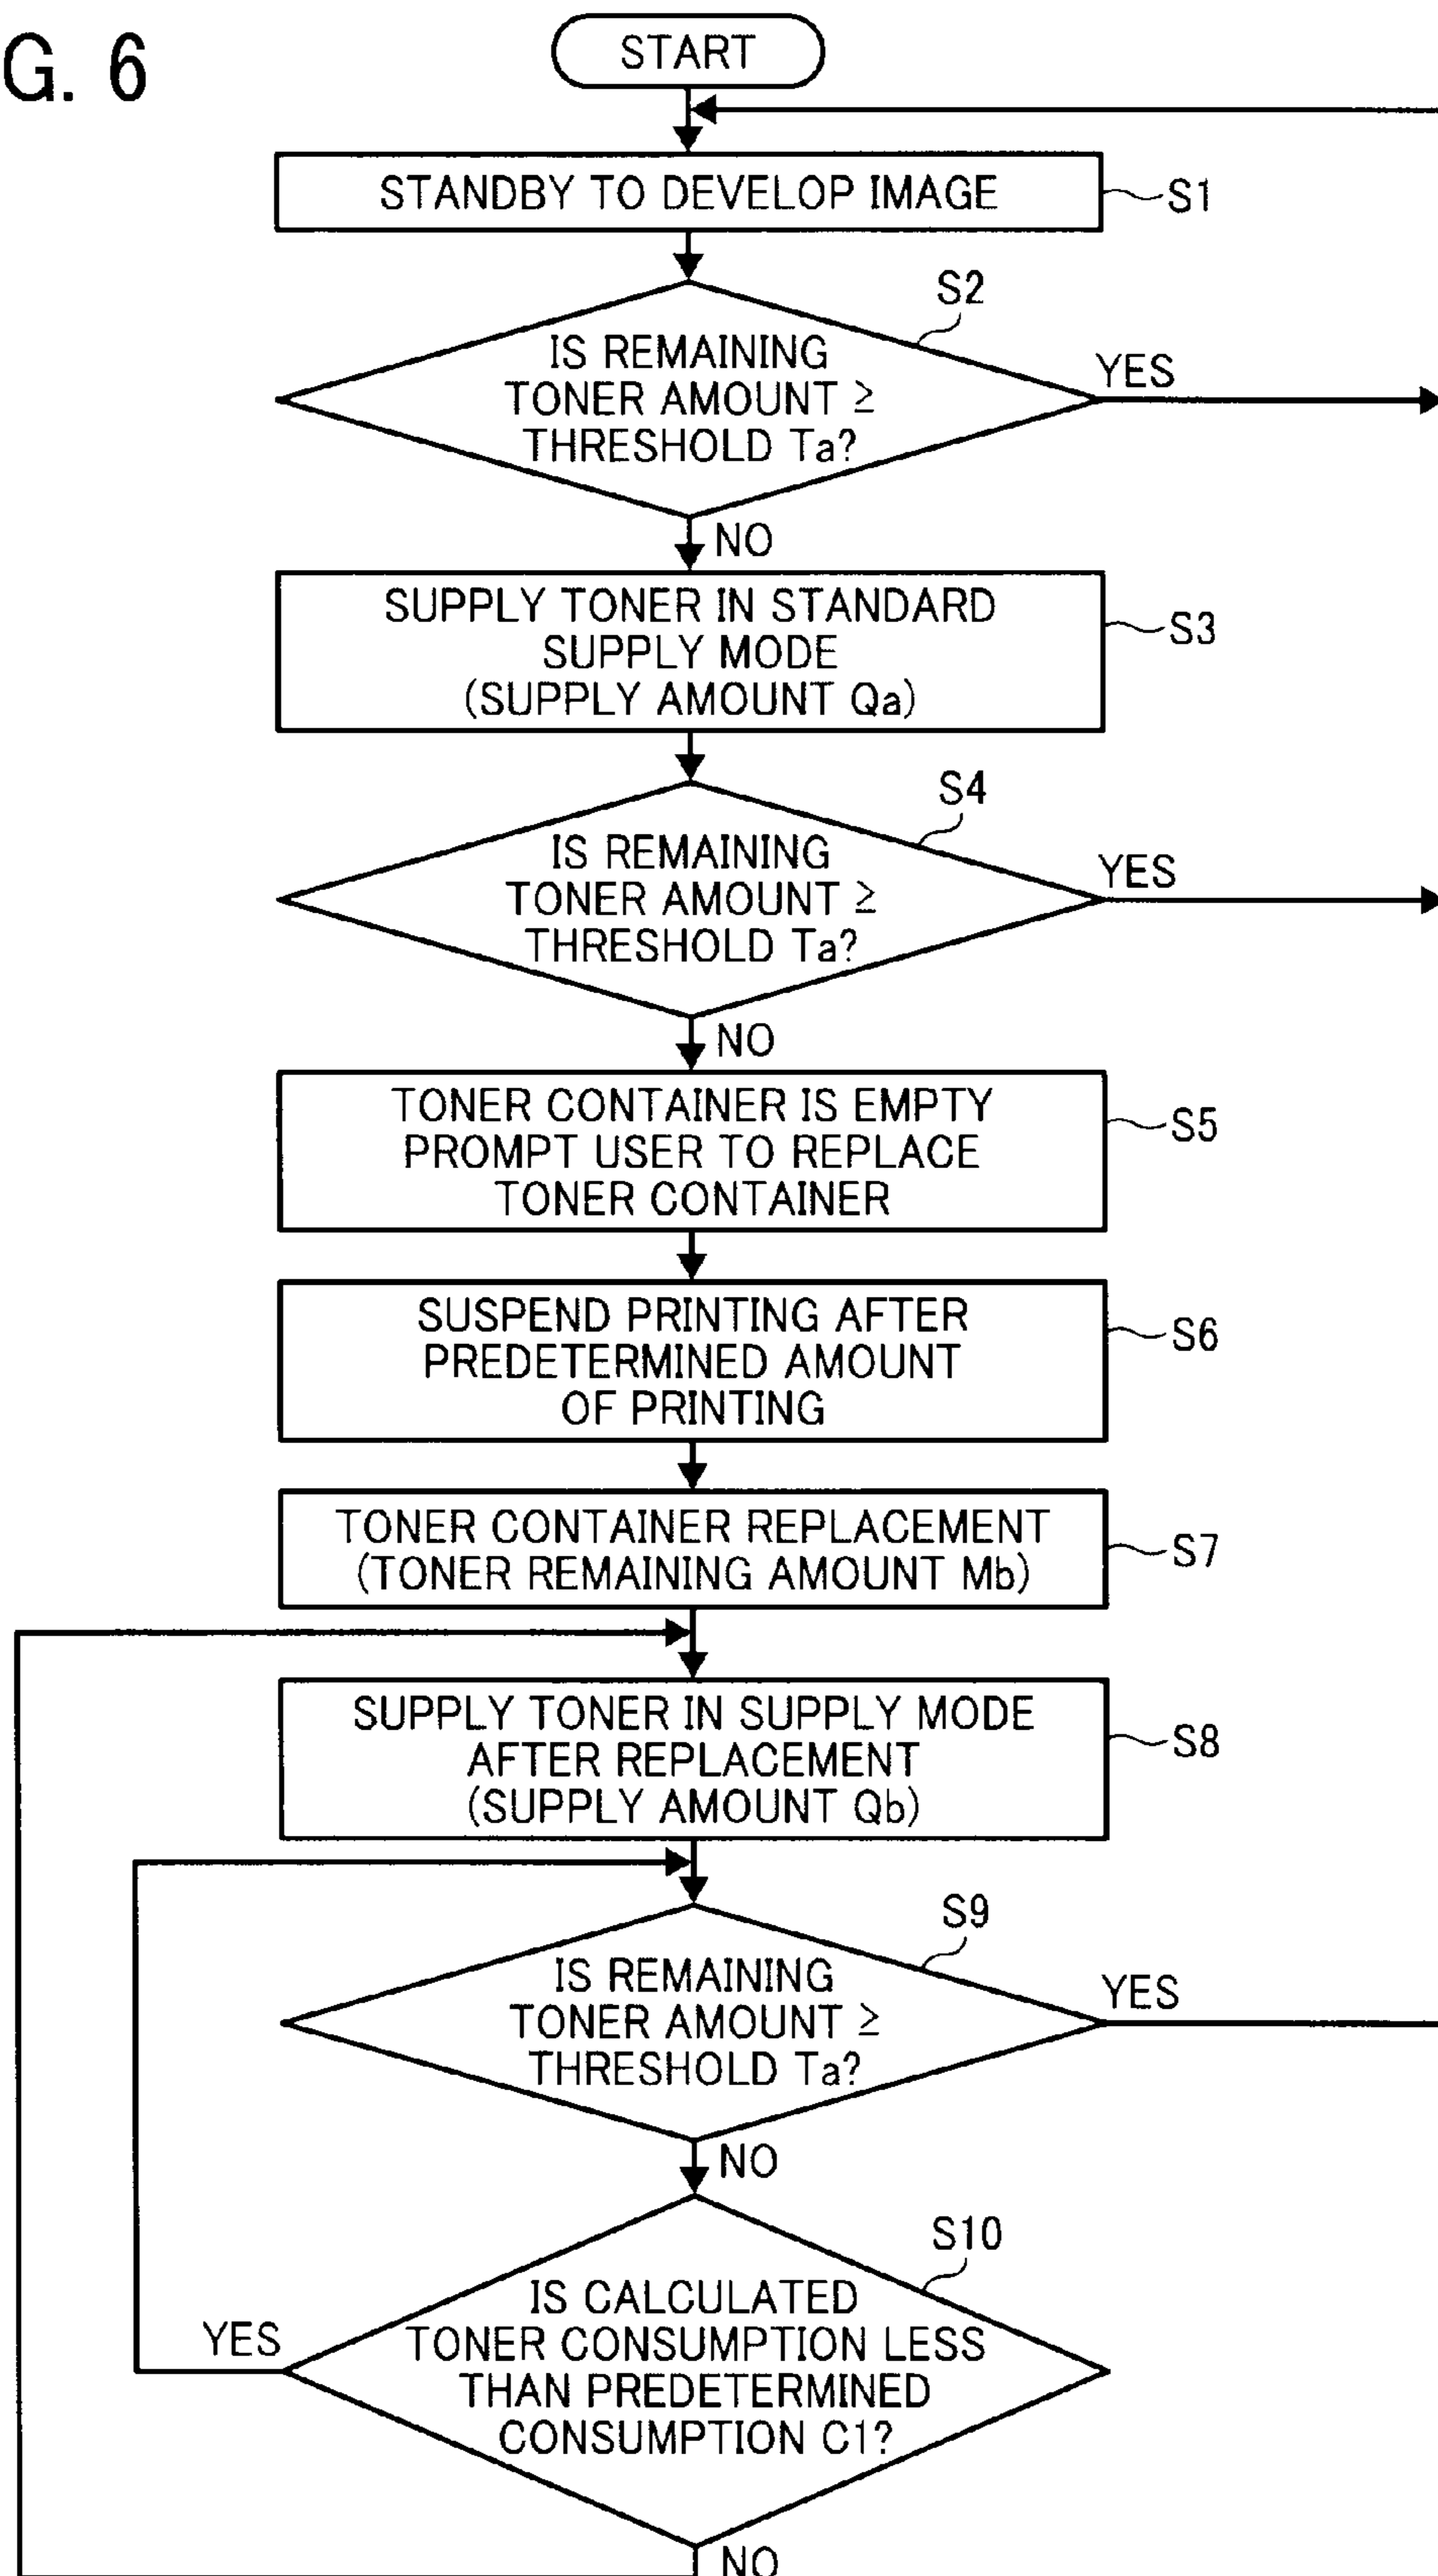 G. 6
START
STANDBY TO DEVELOP IMAGE
S1
S2
IS REMAINING
TONER AMOUNT ≥
THRESHOLD Ta?
YES
NO
SUPPLY TONER IN STANDARD
SUPPLY MODE
(SUPPLY AMOUNT Qa)
S3
S4
IS REMAINING
TONER AMOUNT ≥
THRESHOLD Ta?
YES
NO
TONER CONTAINER IS EMPTY
PROMPT USER TO REPLACE
TONER CONTAINER
S5
SUSPEND PRINTING AFTER
PREDETERMINED AMOUNT
OF PRINTING
S6
TONER CONTAINER REPLACEMENT
(TONER REMAINING AMOUNT Mb)
S7
SUPPLY TONER IN SUPPLY MODE
AFTER REPLACEMENT
(SUPPLY AMOUNT Qb)
S8
S9
IS REMAINING
TONER AMOUNT ≥
THRESHOLD Ta?
YES
NO
S10
IS CALCULATED
TONER CONSUMPTION LESS
THAN PREDETERMINED
CONSUMPTION C1?
YES
NO